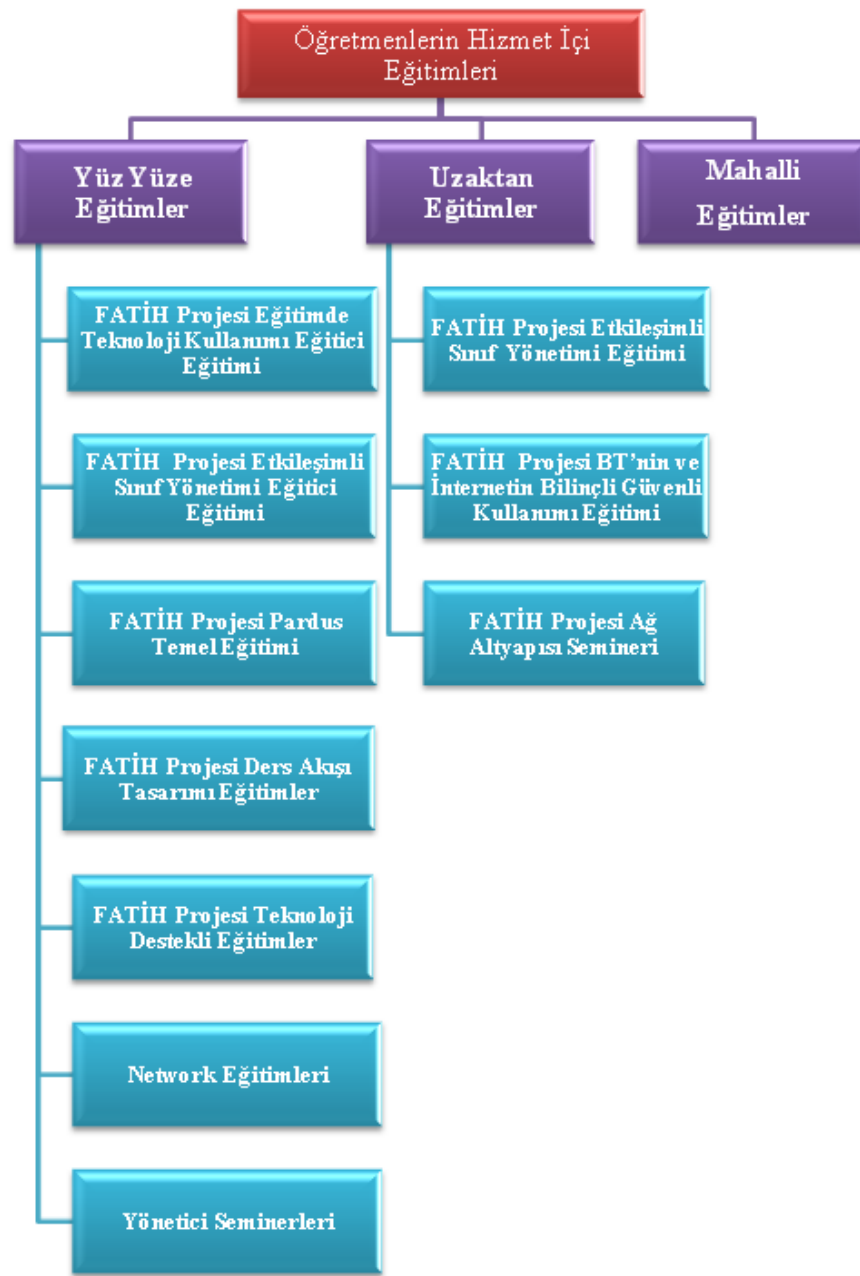 Öğretmenlerin Hizmet İçi
Eğitimleri
Yüz Yüze
Eğitimler
Uzaktan
Eğitimler
Mahalli
Eğitimler
FATİH Projesi Eğitimde
Teknoloji Kullanımı Eğitici
Eğitimi
FATİH Projesi Etkileşimli
Sınıf Yönetimi Eğitici
Eğitimi
FATİH Projesi Pardus
Temel Eğitimi
FATİH Projesi Ders Akışı
Tasarımı Eğitimler
FATİH Projesi Teknoloji
Destekli Eğitimler
Network Eğitimleri
Yönetici Seminerleri
FATİH Projesi Etkileşimli
Sınıf Yönetimi Eğitimi
FATİH Projesi BT’nin ve
İnternetin Bilinçli Güvenli
Kullanımı Eğitimi
FATİH Projesi Ağ
Altyapısı Semineri